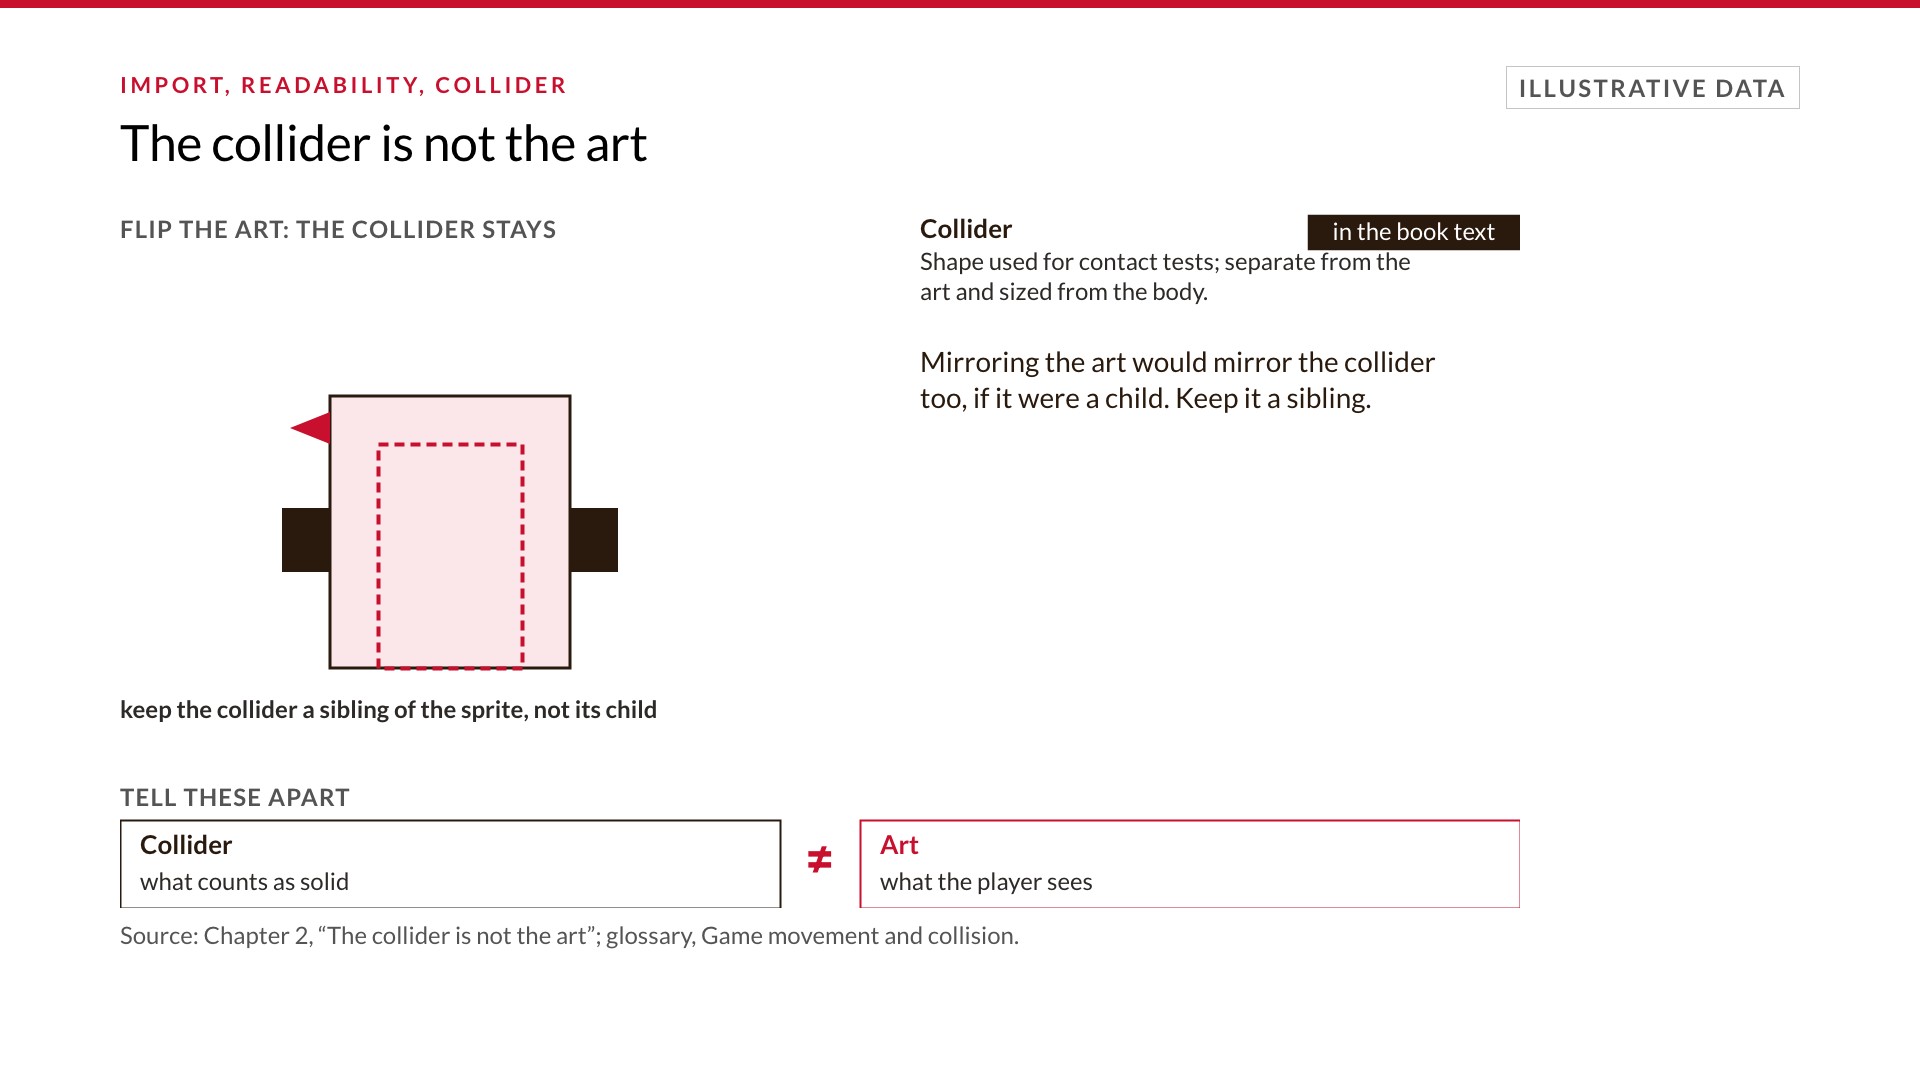 IMPORT, READABILITY, COLLIDER
ILLUSTRATIVE DATA
The collider is not the art
FLIP THE ART: THE COLLIDER STAYS
Collider
in the book text
Shape used for contact tests; separate from the
art and sized from the body.
Mirroring the art would mirror the collider
too, if it were a child. Keep it a sibling.
keep the collider a sibling of the sprite, not its child
TELL THESE APART
Collider
what counts as solid
≠
Art
what the player sees
Source: Chapter 2, “The collider is not the art”; glossary, Game movement and collision.